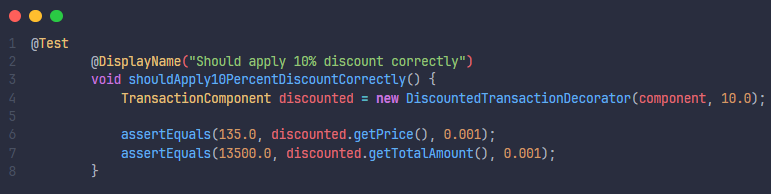 1 @Test
2         @DisplayName("Should apply 10% discount correctly")
3         void shouldApply10PercentDiscountCorrectly() {
4             TransactionComponent discounted = new DiscountedTransactionDecorator(component, 10.0);
5
6             assertEquals(135.0, discounted.getPrice(), 0.001);
7             assertEquals(13500.0, discounted.getTotalAmount(), 0.001);
8         }